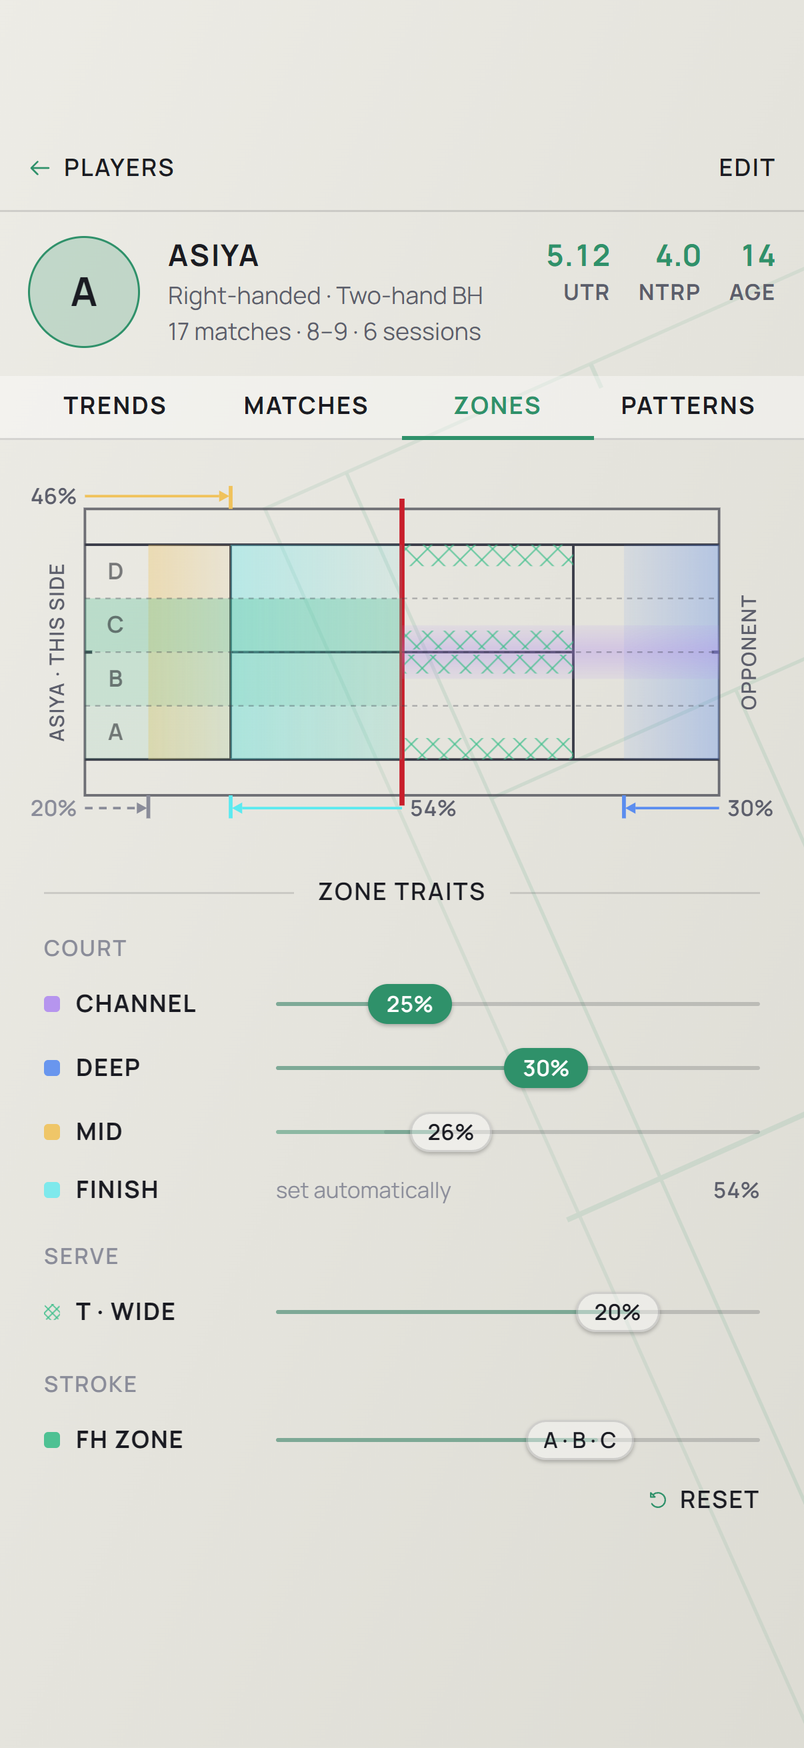 ← PLAYERS EDIT
A
ASIYA
Right-handed · Two-hand BH
17 matches · 8–9 · 6 sessions
5.12 4.0 14
UTR NTRP AGE
TRENDS MATCHES ZONES PATTERNS
46%
ASIYA · THIS SIDE
D
C
B
A
OPPONENT
20% 54% 30%
ZONE TRAITS
COURT
CHANNEL 25%
DEEP 30%
MID 26%
FINISH set automatically 54%
SERVE
T · WIDE 20%
STROKE
FH ZONE A · B · C
RESET